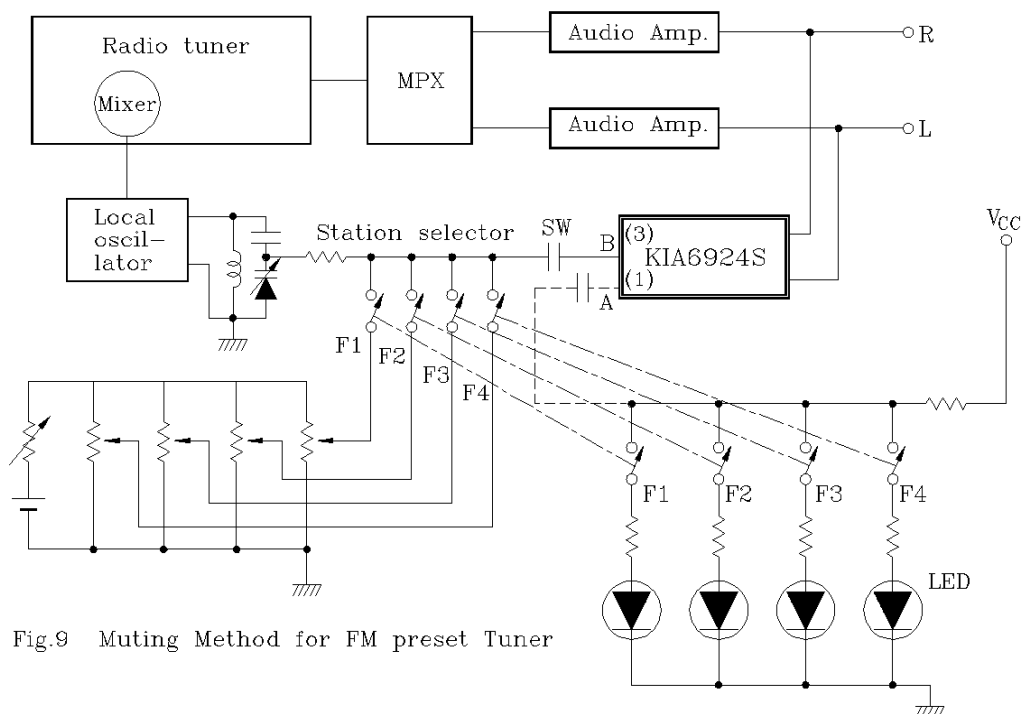 Radio tuner
Mixer
MPX
Audio Amp.
R
Audio Amp.
L
Local
oscil-
lator
Station selector
SW
B
(3)
KIA6924S
(1)
A
VCC
F1
F2
F3
F4
F1
F2
F3
F4
LED
Fig.9 Muting Method for FM preset Tuner